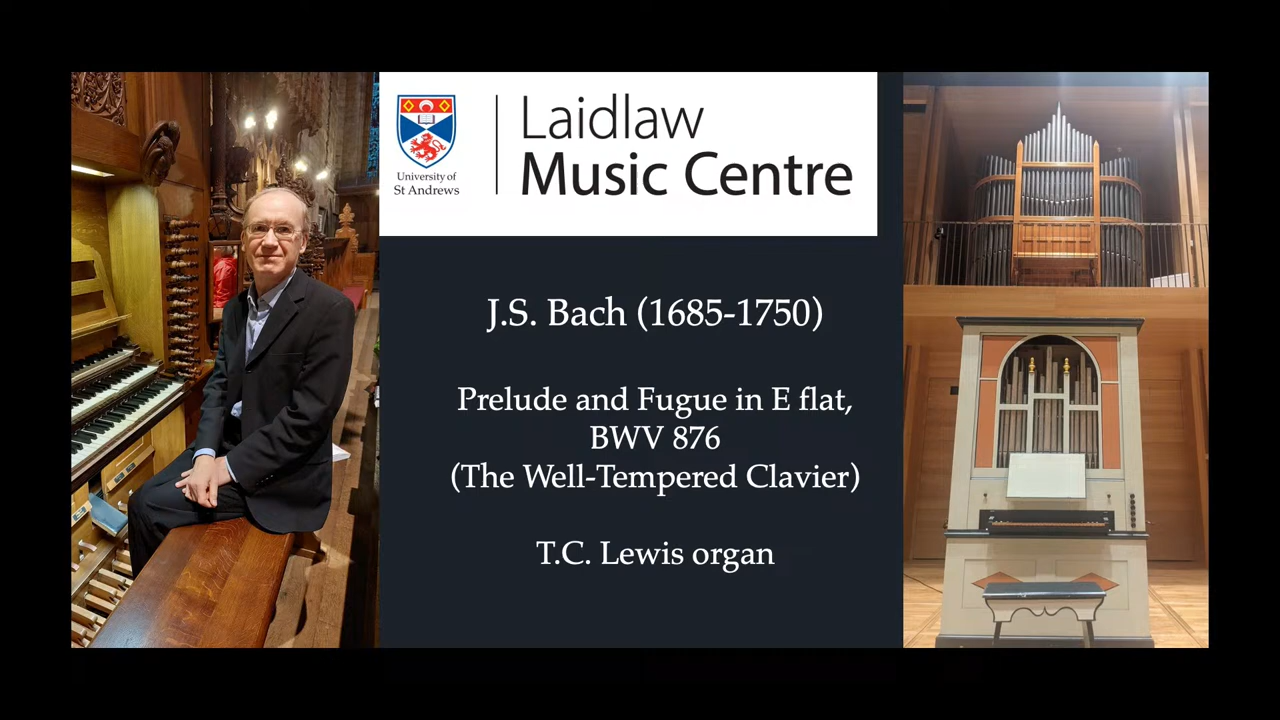 University of
St Andrews
Laidlaw
Music Centre
J.S. Bach (1685-1750)
Prelude and Fugue in E flat,
BWV 876
(The Well-Tempered Clavier)
T.C. Lewis organ